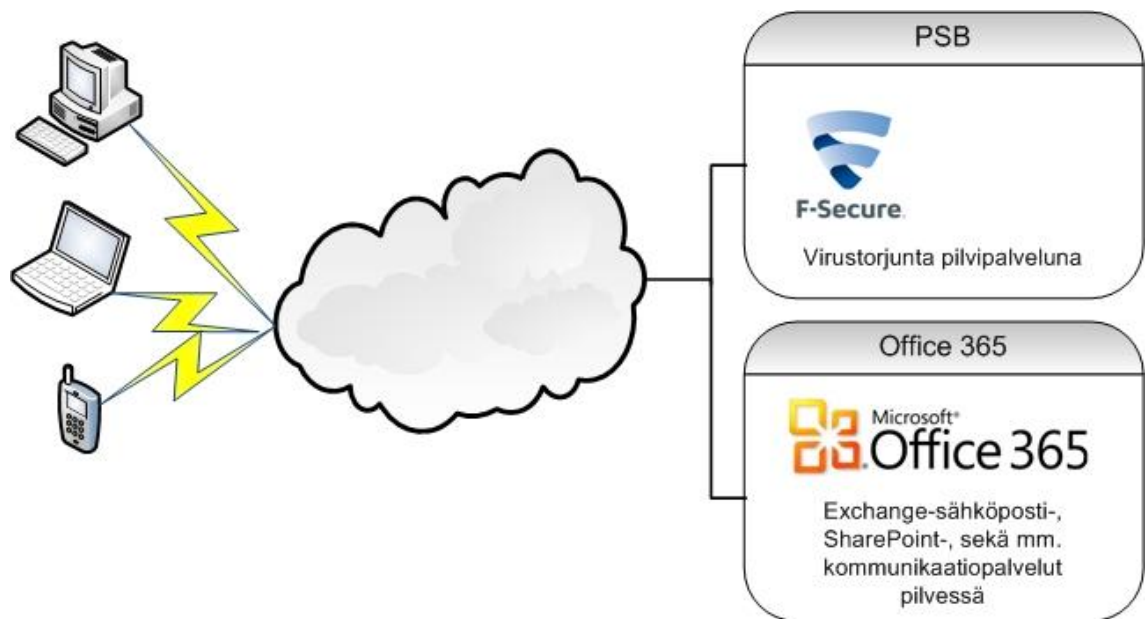 PSB
F-Secure.
Virustorjunta pilvipalveluna
Office 365
Microsoft®
Office 365
Exchange-sähköposti-,
SharePoint-, sekä mm.
kommunikaatiopalvelut
pilvessä